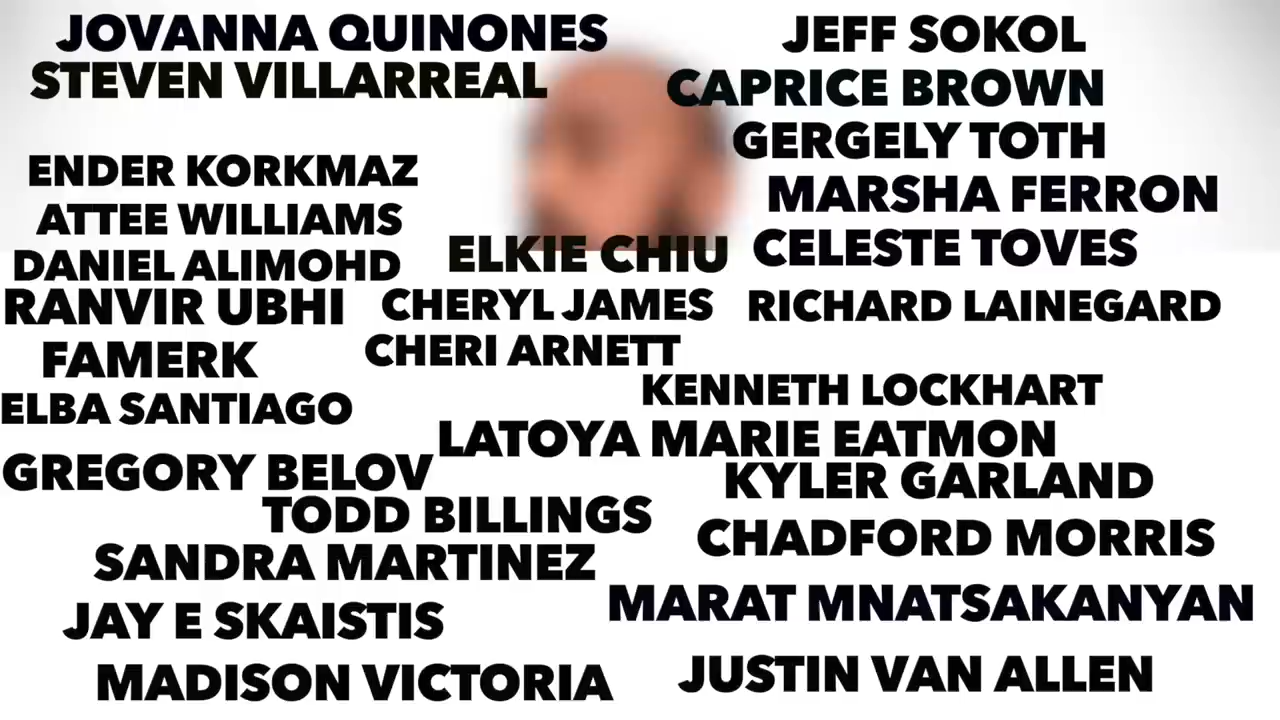 JOVANNA QUINONES
JEFF SOKOL
STEVEN VILLARREAL
CAPRICE BROWN
GERGELY TOTH
ENDER KORKMAZ
MARSHA FERRON
ATTEE WILLIAMS
CELESTE TOVES
ELKIE CHIU
DANIEL ALIMOHD
RANVIR UBHI
CHERYL JAMES
RICHARD LAINEGARD
CHERI ARNETT
FAMERK
KENNETH LOCKHART
ELBA SANTIAGO
LATOYA MARIE EATMON
GREGORY BELOV
KYLER GARLAND
TODD BILLINGS
CHADFORD MORRIS
SANDRA MARTINEZ
MARAT MNATSAKANYAN
JAY E SKAISTIS
JUSTIN VAN ALLEN
MADISON VICTORIA